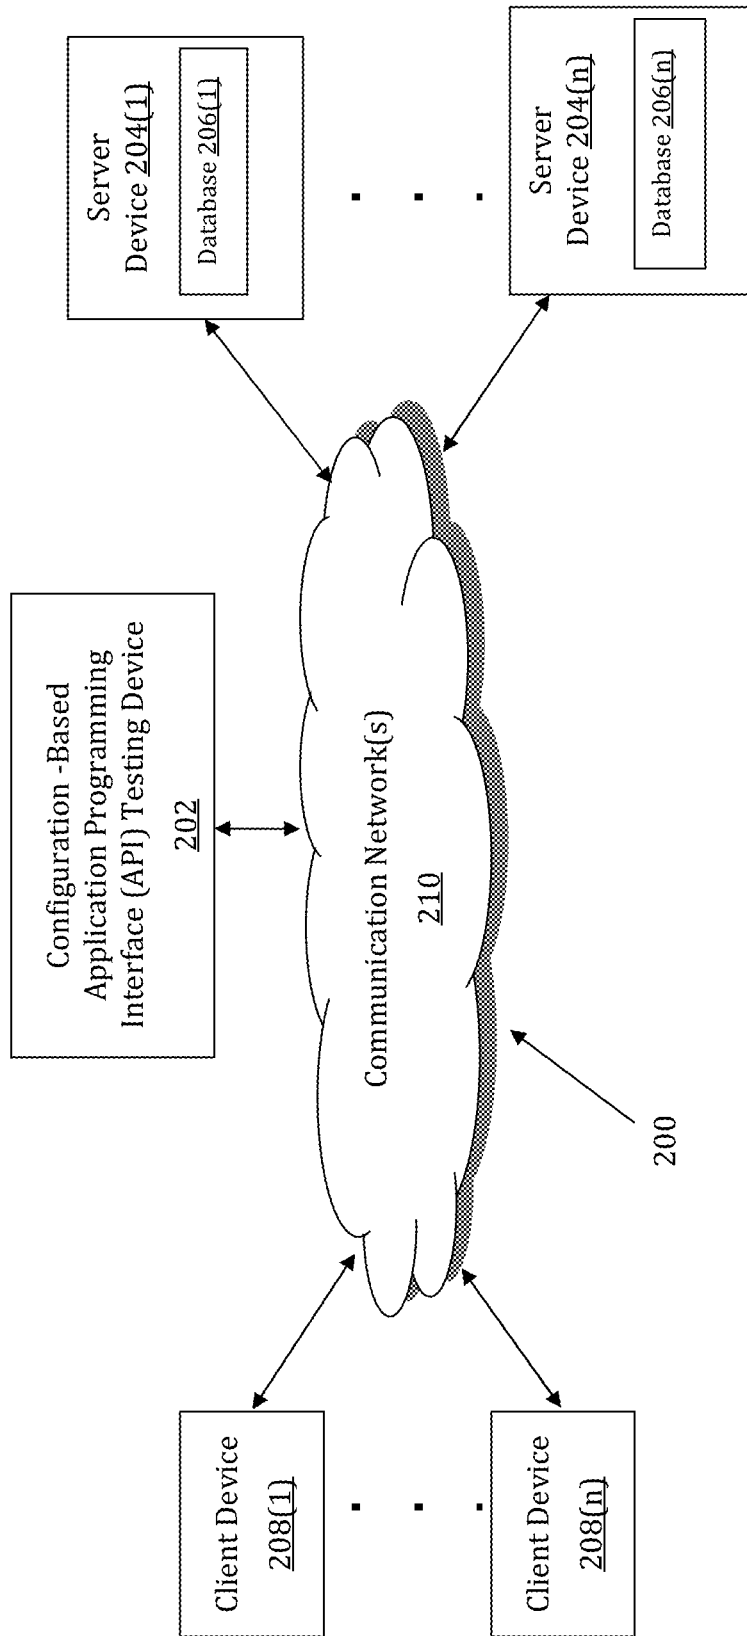 Configuration -Based
Application Programming
Interface (API) Testing Device
202
Client Device
208(1)
Client Device
208(n)
Communication Network(s)
210
200
Server
Device 204(1)
Database 206(1)
Server
Device 204(n)
Database 206(n)